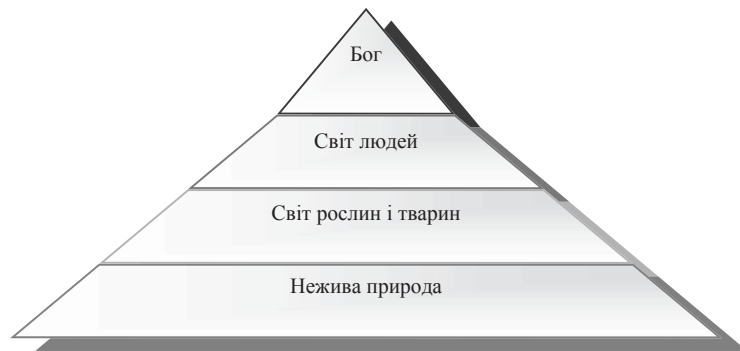 Бог
Світ людей
Світ рослин і тварин
Нежива природа